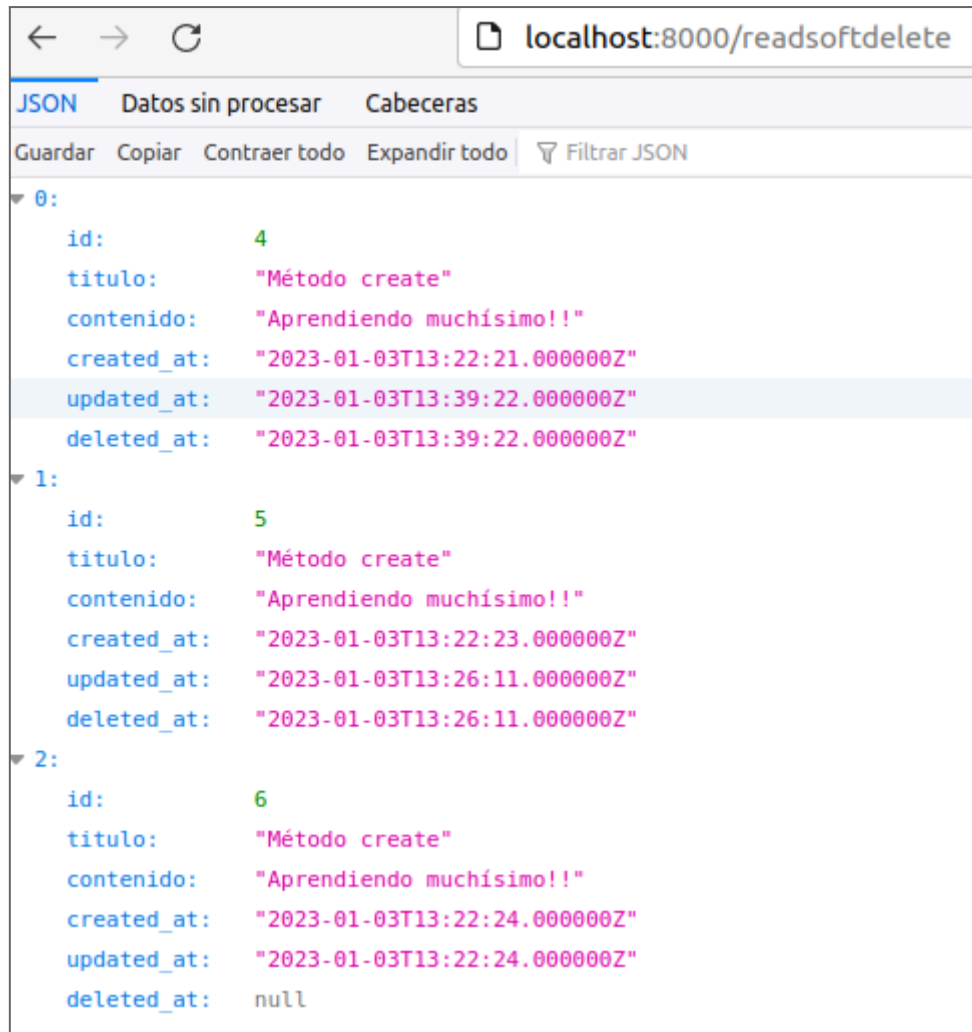 localhost:8000/readsoftdelete
JSON Datos sin procesar Cabeceras
Guardar Copiar Contraer todo Expandir todo Filtrar JSON
0:
id: 4
titulo: "Método create"
contenido: "Aprendiendo muchísimo!!"
created_at: "2023-01-03T13:22:21.000000Z"
updated_at: "2023-01-03T13:39:22.000000Z"
deleted_at: "2023-01-03T13:39:22.000000Z"
1:
id: 5
titulo: "Método create"
contenido: "Aprendiendo muchísimo!!"
created_at: "2023-01-03T13:22:23.000000Z"
updated_at: "2023-01-03T13:26:11.000000Z"
deleted_at: "2023-01-03T13:26:11.000000Z"
2:
id: 6
titulo: "Método create"
contenido: "Aprendiendo muchísimo!!"
created_at: "2023-01-03T13:22:24.000000Z"
updated_at: "2023-01-03T13:22:24.000000Z"
deleted_at: null